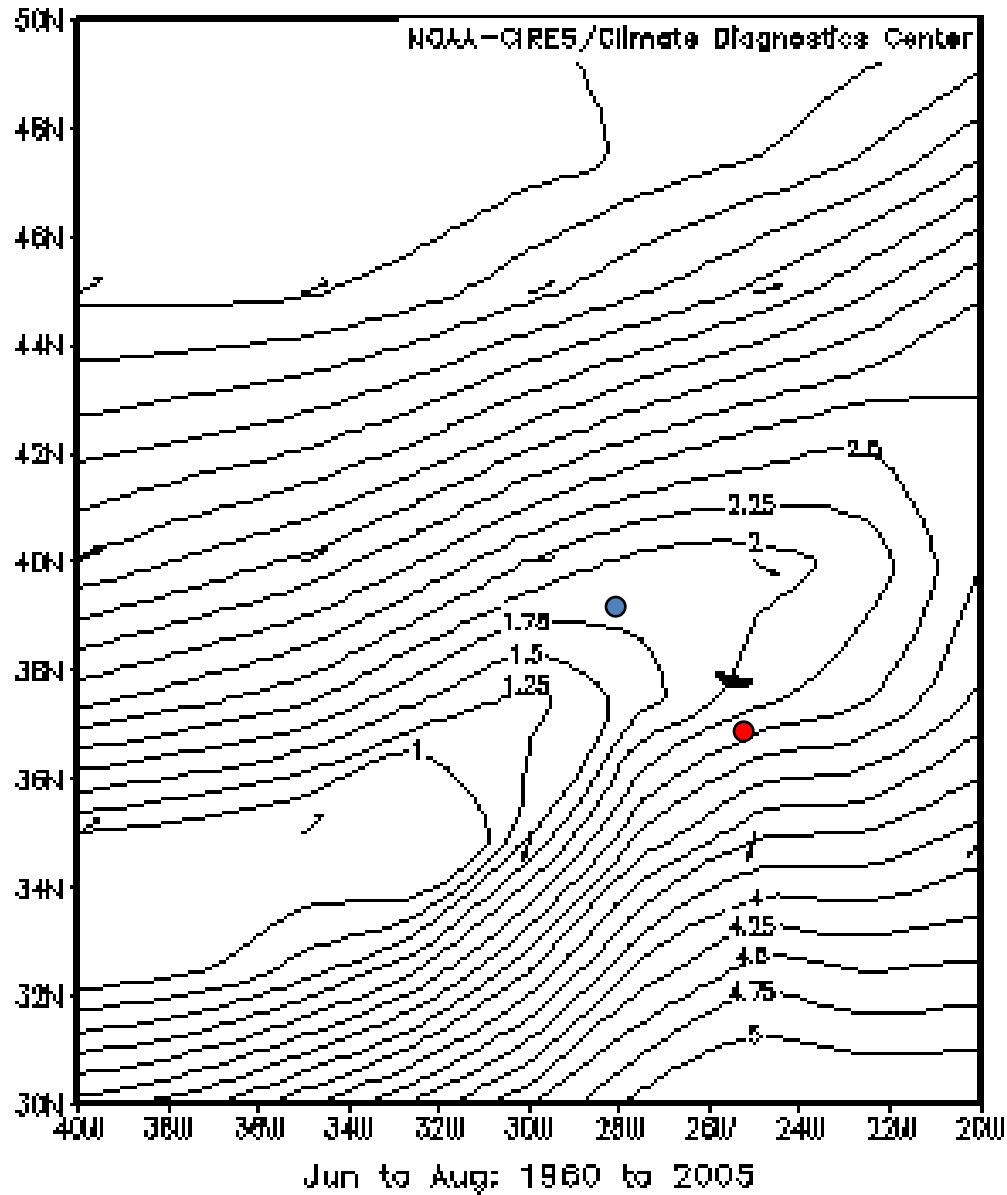 50N
NOAA-CIRES/Climate Diagnostics Center
48N
46N
44N
42N
2.5
2.25
2
40N
1.75
38N
1.5
1.25
1
36N
34N
4
4.25
4.5
4.75
32N
5
30N
40W 38W 36W 34W 32W 30W 28W 26W 24W 22W 20W
Jun to Aug: 1960 to 2005